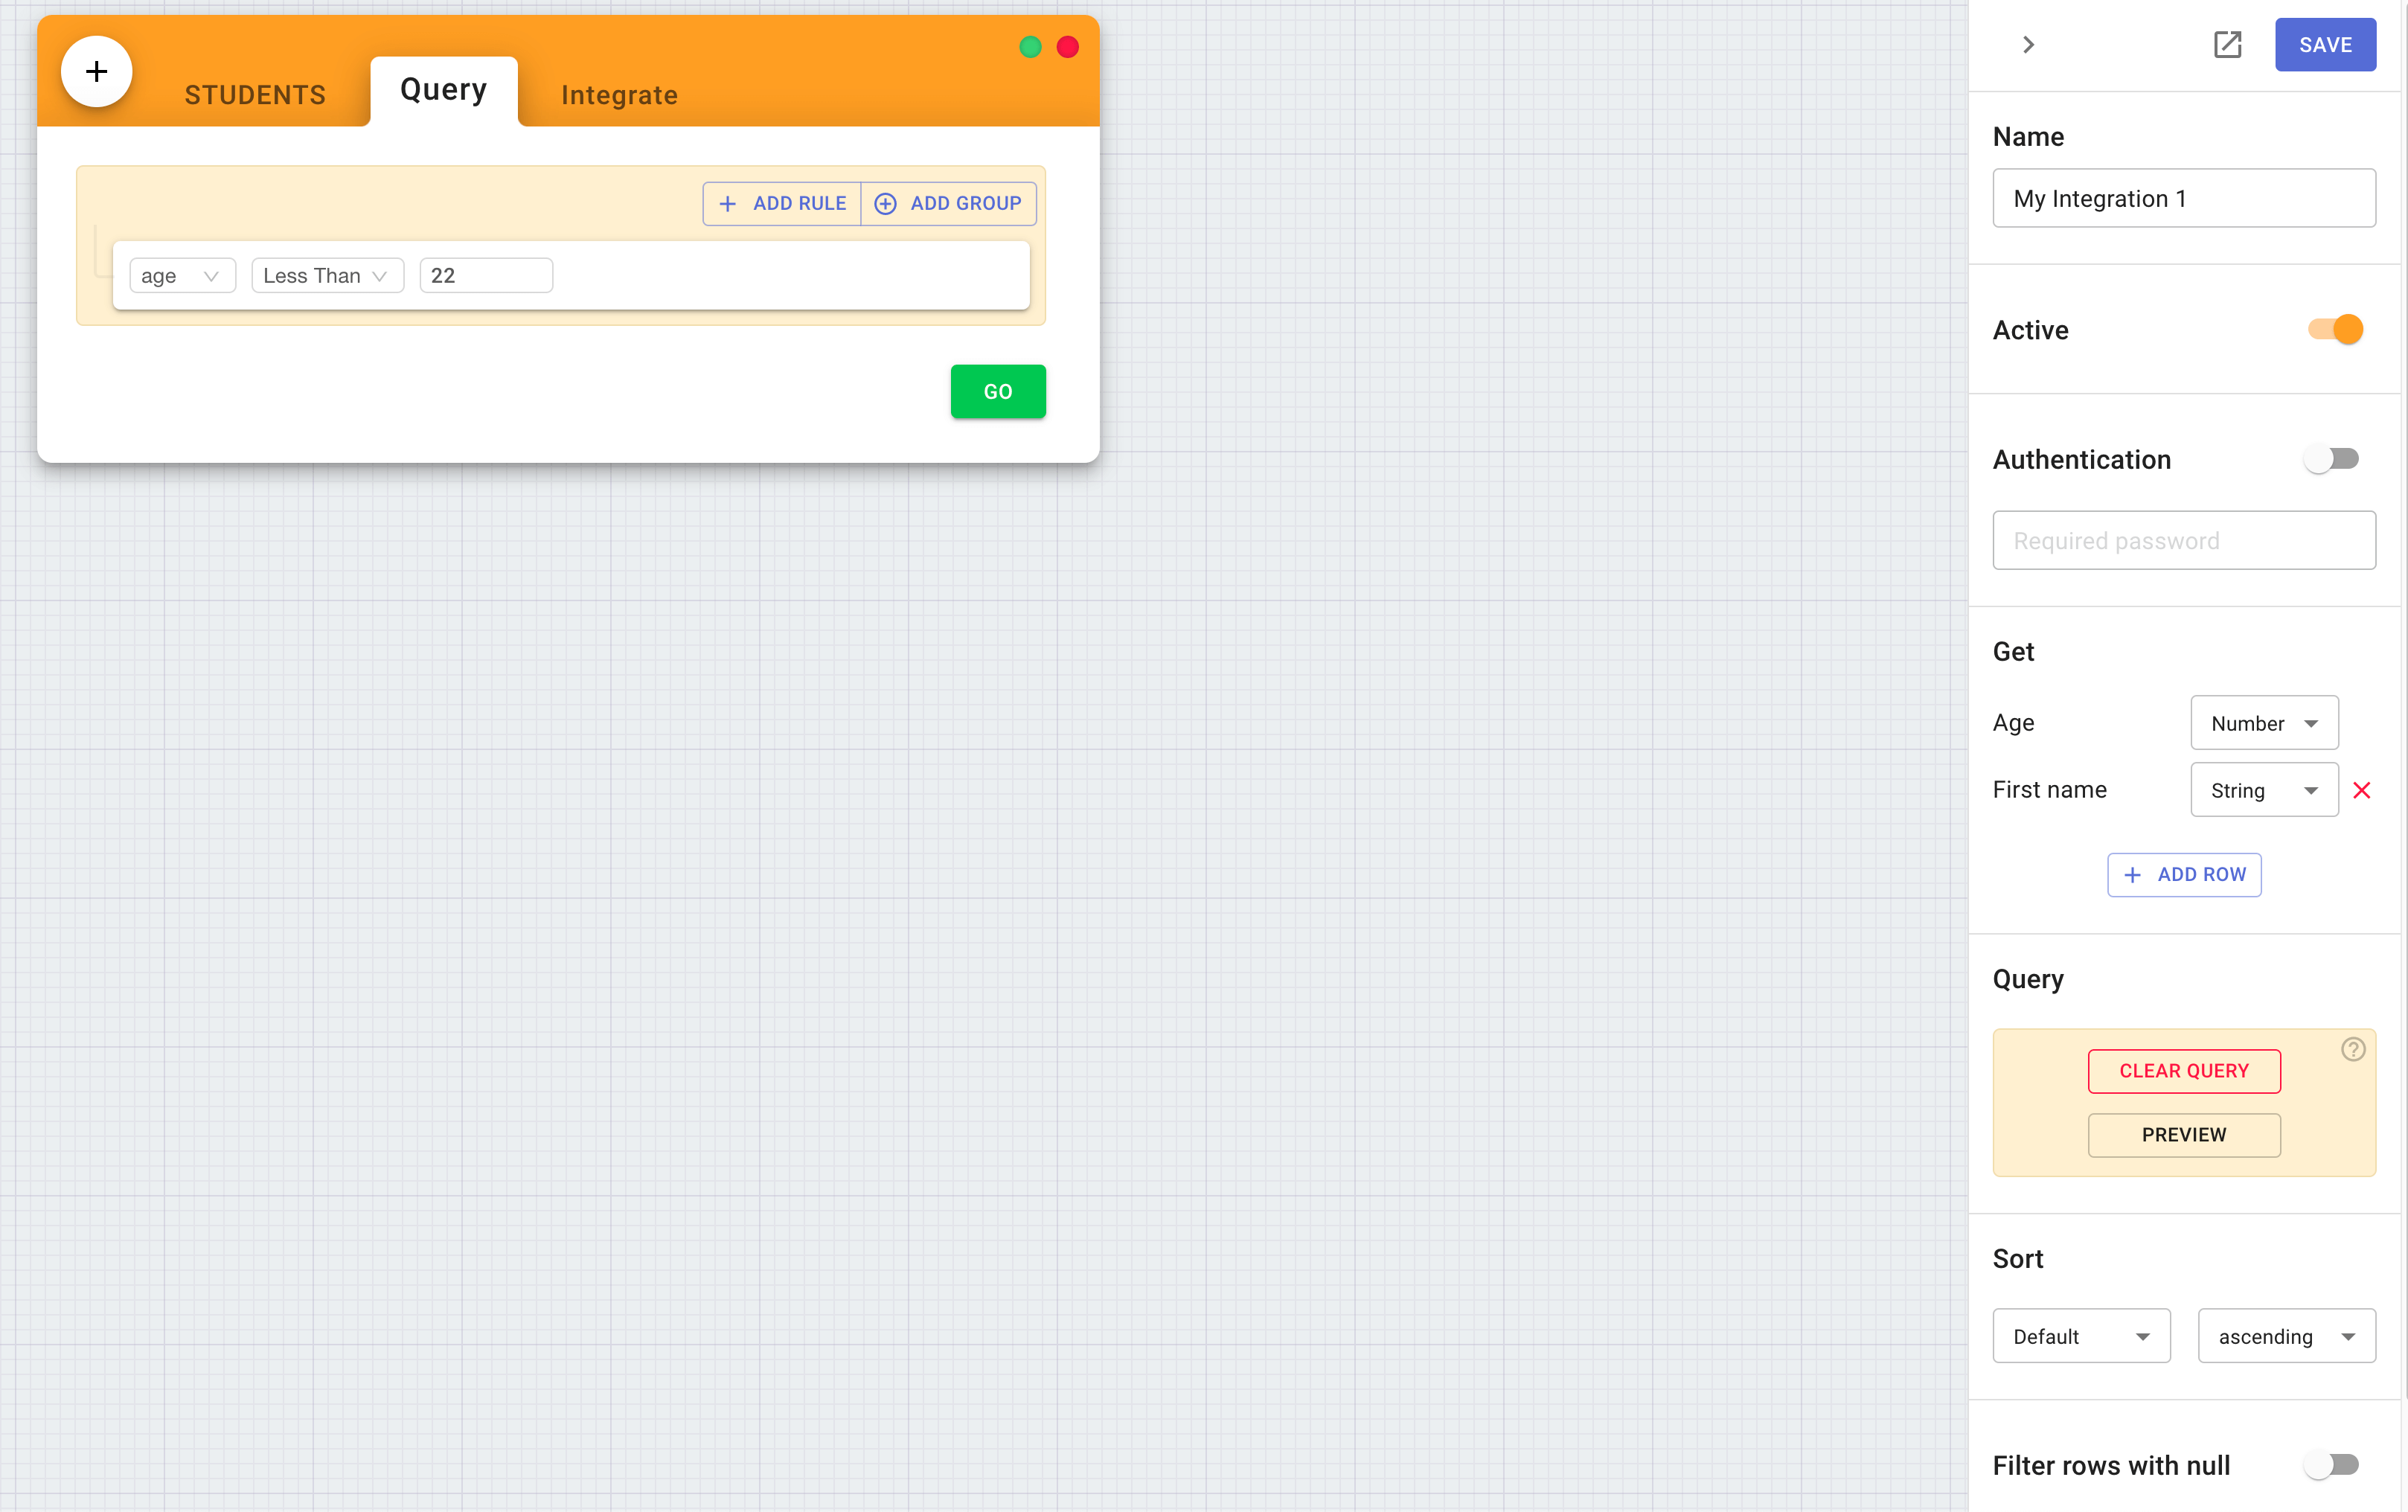 STUDENTS
Query
Integrate
ADD RULE
ADD GROUP
age
Less Than
22
GO
SAVE
Name
My Integration 1
Active
Authentication
Required password
Get
Age
Number
First name
String
ADD ROW
Query
CLEAR QUERY
PREVIEW
Sort
Default
ascending
Filter rows with null